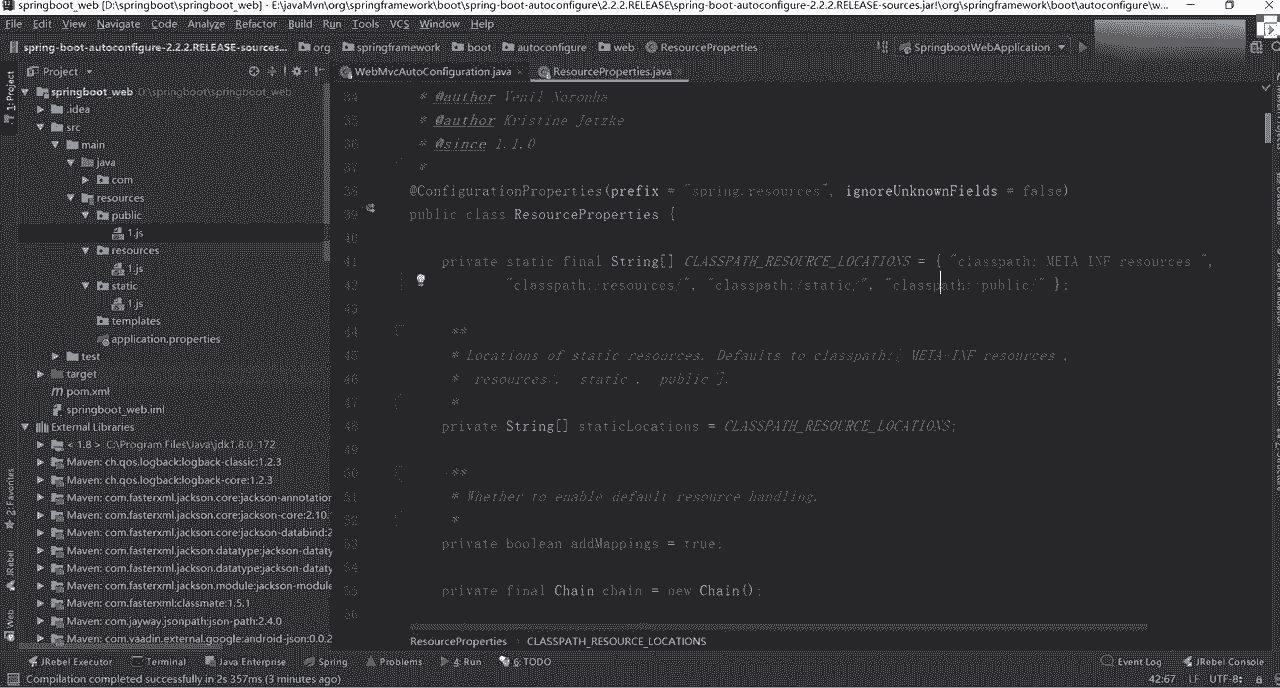 springboot_web [D:\springboot\springboot_web] - E:\javaMvn\org\springframework\boot\spring-boot-autoconfigure\2.2.2.RELEASE\spring-boot-autoconfigure-2.2.2.RELEASE-sources.jar!\org\springframework\boot\autoconfigure\w...
File Edit View Navigate Code Analyze Refactor Build Run Tools VCS Window Help
spring-boot-autoconfigure-2.2.2.RELEASE-sources... org springframework boot autoconfigure web ResourceProperties SpringbootWebApplication
Project WebMvcAutoConfiguration.java ResourceProperties.java
1: Project
springboot_web D:\springboot\springboot_web
.idea
src
main
java
com
resources
public
1.js
resources
1.js
static
1.js
templates
application.properties
test
target
pom.xml
springboot_web.iml
External Libraries
< 1.8 > C:\Program Files\Java\jdk1.8.0_172
Maven: ch.qos.logback:logback-classic:1.2.3
Maven: ch.qos.logback:logback-core:1.2.3
Maven: com.fasterxml.jackson.core:jackson-annotation
Maven: com.fasterxml.jackson.core:jackson-core:2.10.
Maven: com.fasterxml.jackson.core:jackson-databind:2
Maven: com.fasterxml.jackson.datatype:jackson-dataty
Maven: com.fasterxml.jackson.datatype:jackson-dataty
Maven: com.fasterxml.jackson.module:jackson-module
Maven: com.fasterxml:classmate:1.5.1
Maven: com.jayway.jsonpath:json-path:2.4.0
Maven: com.vaadin.external.google:android-json:0.0.2
2: Favorites
JRebel
Web
34 * @author Venil Noronha
35 * @author Kristine Jetzke
36 * @since 1.1.0
37 *
38 @ConfigurationProperties(prefix = "spring.resources", ignoreUnknownFields = false)
39 public class ResourceProperties {
40
41 private static final String[] CLASSPATH_RESOURCE_LOCATIONS = { "classpath: META INF resources ",
42 "classpath:/resources/", "classpath:/static/", "classpath: public/" };
43
44 **
45 * Locations of static resources. Defaults to classpath:[ META-INF resources ,
46 * resources/, static , public ].
47 *
48 private String[] staticLocations = CLASSPATH_RESOURCE_LOCATIONS;
49
50 **
51 * Whether to enable default resource handling.
52 *
53 private boolean addMappings = true;
54
55 private final Chain chain = new Chain();
56
ResourceProperties CLASSPATH_RESOURCE_LOCATIONS
JRebel Executor Terminal Java Enterprise Spring Problems 4: Run 6: TODO Event Log JRebel Console
Compilation completed successfully in 2s 357ms (3 minutes ago) 42:67 LF UTF-8